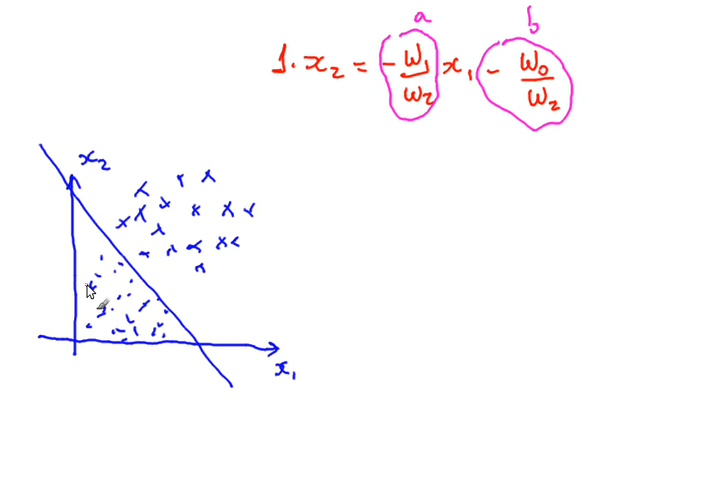 a b
1. x₂ = - w₁/w₂ x₁ - w₀/w₂
x₂
x₁